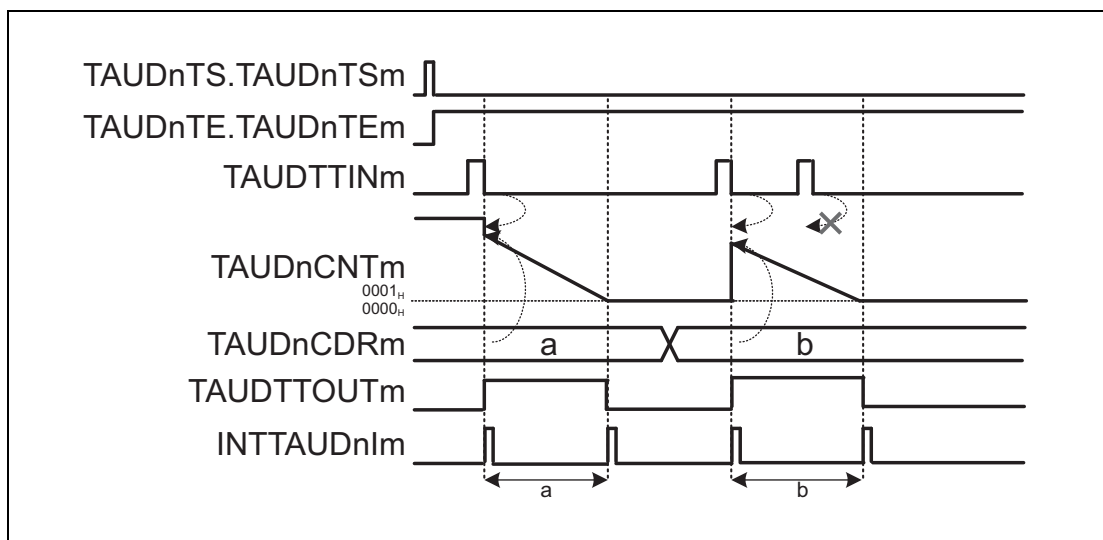 TAUDnTS.TAUDnTSm
TAUDnTE.TAUDnTEm
TAUDTTINm
TAUDnCNTm
0001H
0000H
TAUDnCDRm
a
b
TAUDTTOUTm
INTTAUDnIm
a
b